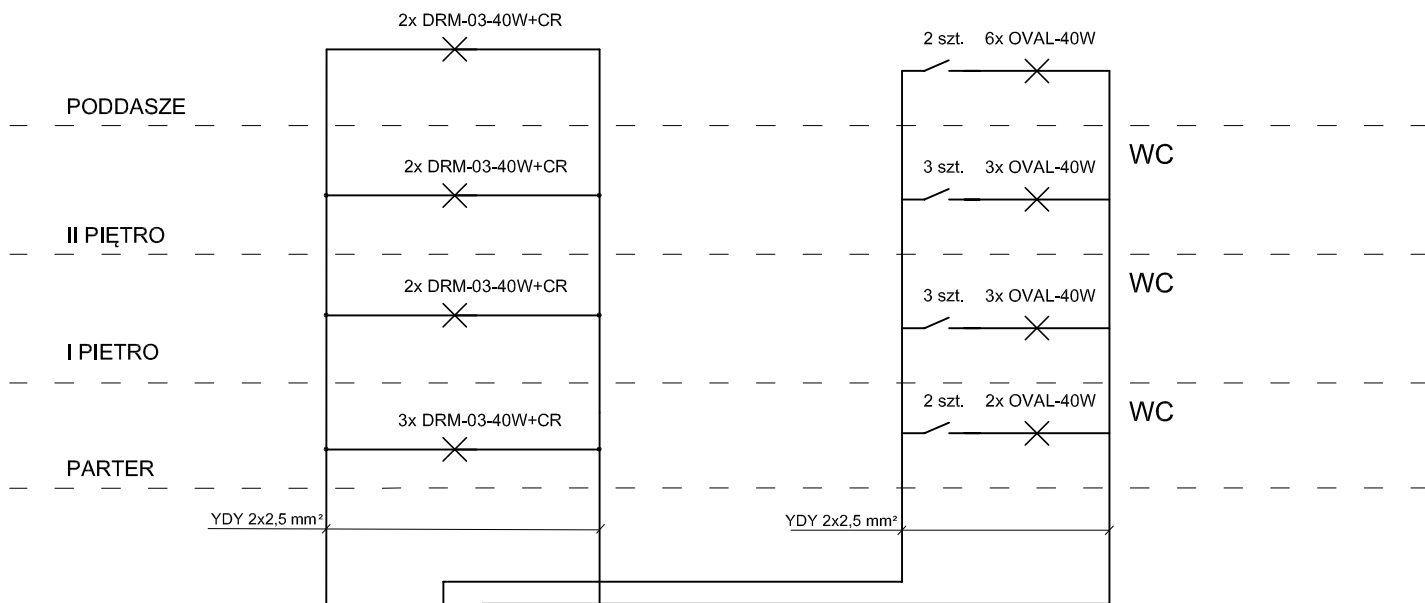 2x DRM-03-40W+CR
2 szt. 6x OVAL-40W
PODDASZE
WC
2x DRM-03-40W+CR
3 szt. 3x OVAL-40W
II PIĘTRO
WC
2x DRM-03-40W+CR
3 szt. 3x OVAL-40W
I PIETRO
WC
3x DRM-03-40W+CR
2 szt. 2x OVAL-40W
PARTER
YDY 2x2,5 mm²
YDY 2x2,5 mm²